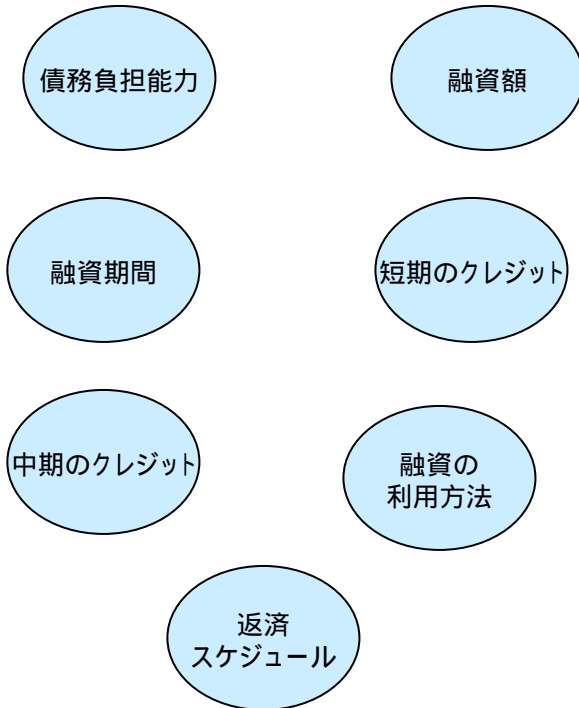 債務負担能力
融資額
融資期間
短期のクレジット
中期のクレジット
融資の
利用方法
返済
スケジュール